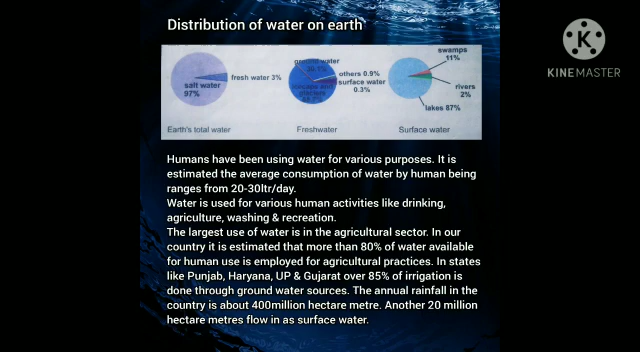 Distribution of water on earth
KINEMASTER
fresh water 3%
salt water
97%
Earth's total water
ground water
30.1%
others 0.9%
surface water
0.3%
Freshwater
swamps
11%
rivers
2%
lakes 87%
Surface water
Humans have been using water for various purposes. It is
estimated the average consumption of water by human being
ranges from 20-30ltr/day.
Water is used for various human activities like drinking,
agriculture, washing & recreation.
The largest use of water is in the agricultural sector. In our
country it is estimated that more than 80% of water available
for human use is employed for agricultural practices. In states
like Punjab, Haryana, UP & Gujarat over 85% of irrigation is
done through ground water sources. The annual rainfall in the
country is about 400million hectare metre. Another 20 million
hectare metres flow in as surface water.